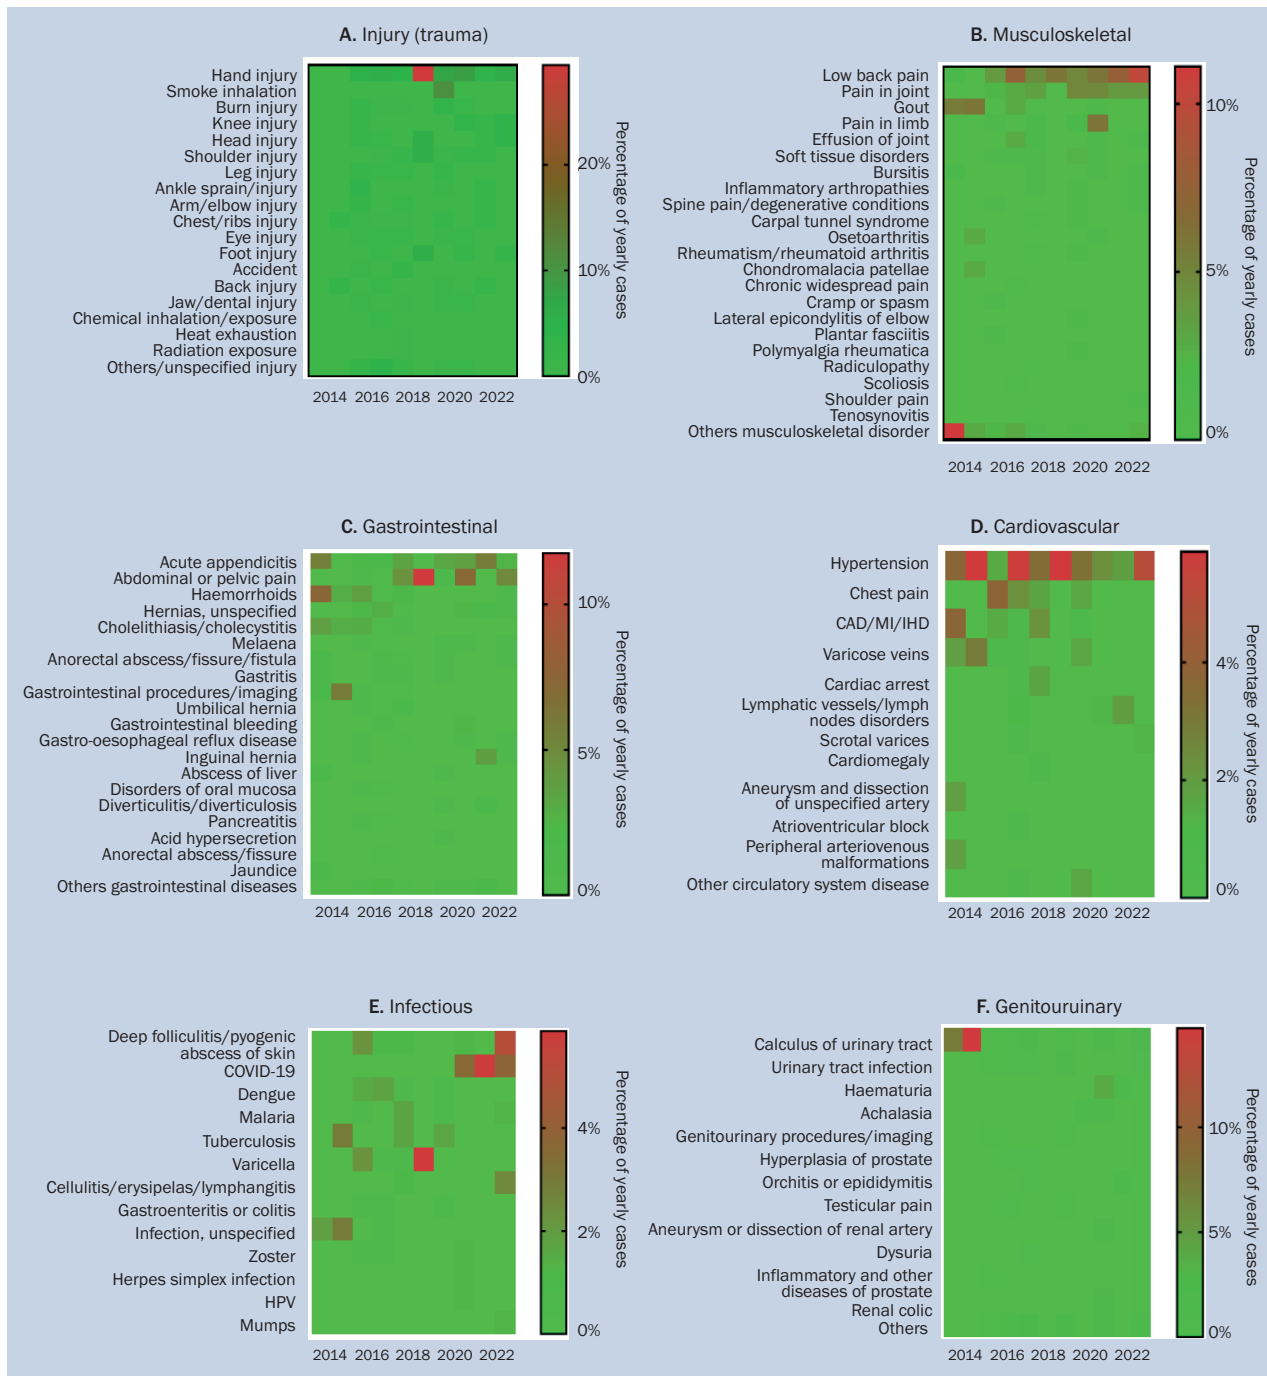 A. Injury (trauma)
Hand injury
Smoke inhalation
Burn injury
Knee injury
Head injury
Shoulder injury
Leg injury
Ankle sprain/injury
Arm/elbow injury
Chest/ribs injury
Eye injury
Foot injury
Accident
Back injury
Jaw/dental injury
Chemical inhalation/exposure
Heat exhaustion
Radiation exposure
Others/unspecified injury
2014 2016 2018 2020 2022
20%
10%
0%
Percentage of yearly cases
B. Musculoskeletal
Low back pain
Pain in joint
Gout
Pain in limb
Effusion of joint
Soft tissue disorders
Bursitis
Inflammatory arthropathies
Spine pain/degenerative conditions
Carpal tunnel syndrome
Osetoarthritis
Rheumatism/rheumatoid arthritis
Chondromalacia patellae
Chronic widespread pain
Cramp or spasm
Lateral epicondylitis of elbow
Plantar fasciitis
Polymyalgia rheumatica
Radiculopathy
Scoliosis
Shoulder pain
Tenosynovitis
Others musculoskeletal disorder
2014 2016 2018 2020 2022
10%
5%
0%
Percentage of yearly cases
C. Gastrointestinal
Acute appendicitis
Abdominal or pelvic pain
Haemorrhoids
Hernias, unspecified
Cholelithiasis/cholecystitis
Melaena
Anorectal abscess/fissure/fistula
Gastritis
Gastrointestinal procedures/imaging
Umbilical hernia
Gastrointestinal bleeding
Gastro-oesophageal reflux disease
Inguinal hernia
Abscess of liver
Disorders of oral mucosa
Diverticulitis/diverticulosis
Pancreatitis
Acid hypersecretion
Anorectal abscess/fissure
Jaundice
Others gastrointestinal diseases
2014 2016 2018 2020 2022
10%
5%
0%
Percentage of yearly cases
D. Cardiovascular
Hypertension
Chest pain
CAD/MI/IHD
Varicose veins
Cardiac arrest
Lymphatic vessels/lymph
nodes disorders
Scrotal varices
Cardiomegaly
Aneurysm and dissection
of unspecified artery
Atrioventricular block
Peripheral arteriovenous
malformations
Other circulatory system disease
2014 2016 2018 2020 2022
4%
2%
0%
Percentage of yearly cases
E. Infectious
Deep folliculitis/pyogenic
abscess of skin
COVID-19
Dengue
Malaria
Tuberculosis
Varicella
Cellulitis/erysipelas/lymphangitis
Gastroenteritis or colitis
Infection, unspecified
Zoster
Herpes simplex infection
HPV
Mumps
2014 2016 2018 2020 2022
4%
2%
0%
Percentage of yearly cases
F. Genitouruinary
Calculus of urinary tract
Urinary tract infection
Haematuria
Achalasia
Genitourinary procedures/imaging
Hyperplasia of prostate
Orchitis or epididymitis
Testicular pain
Aneurysm or dissection of renal artery
Dysuria
Inflammatory and other
diseases of prostate
Renal colic
Others
2014 2016 2018 2020 2022
10%
5%
0%
Percentage of yearly cases